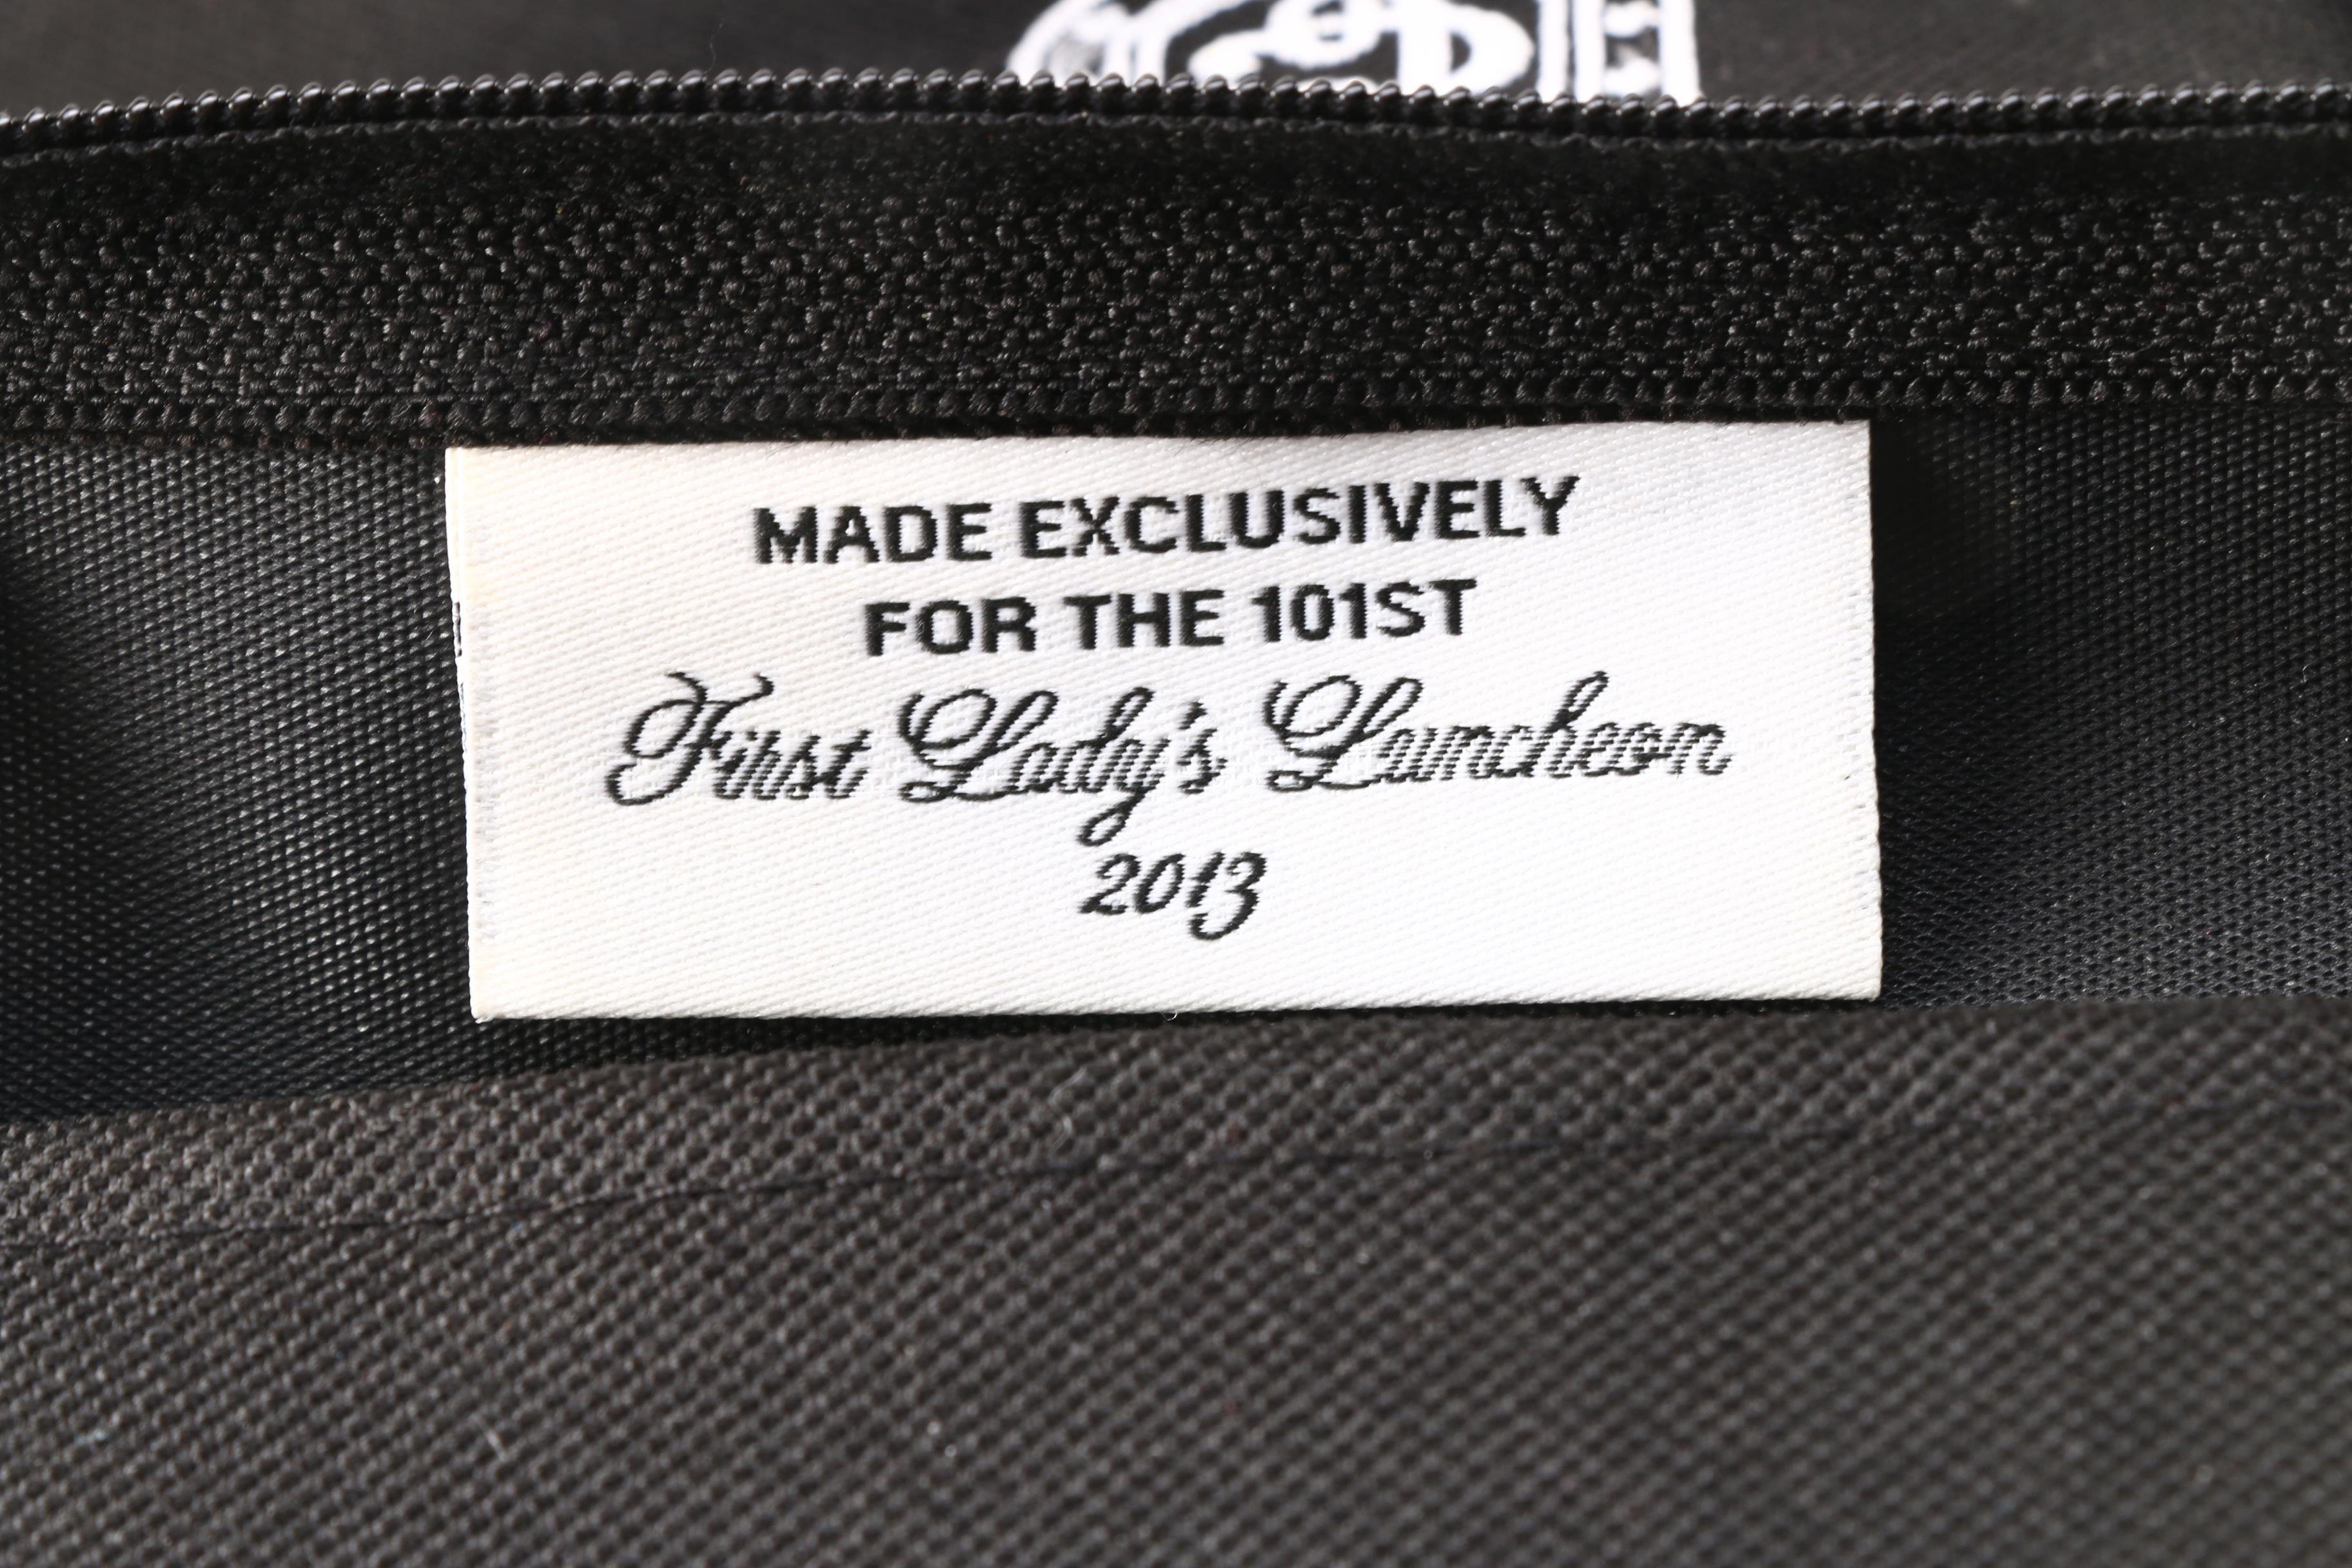 MADE EXCLUSIVELY
FOR THE 101ST
First Lady's Luncheon
2013